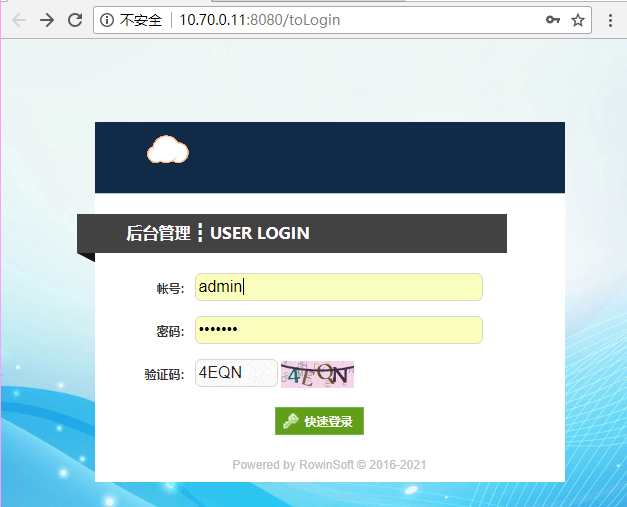 不安全 10.70.0.11:8080/toLogin
后台管理 ┇ USER LOGIN
帐号: admin
密码: •••••••
验证码: 4EQN 4EQN
快速登录
Powered by RowinSoft © 2016-2021